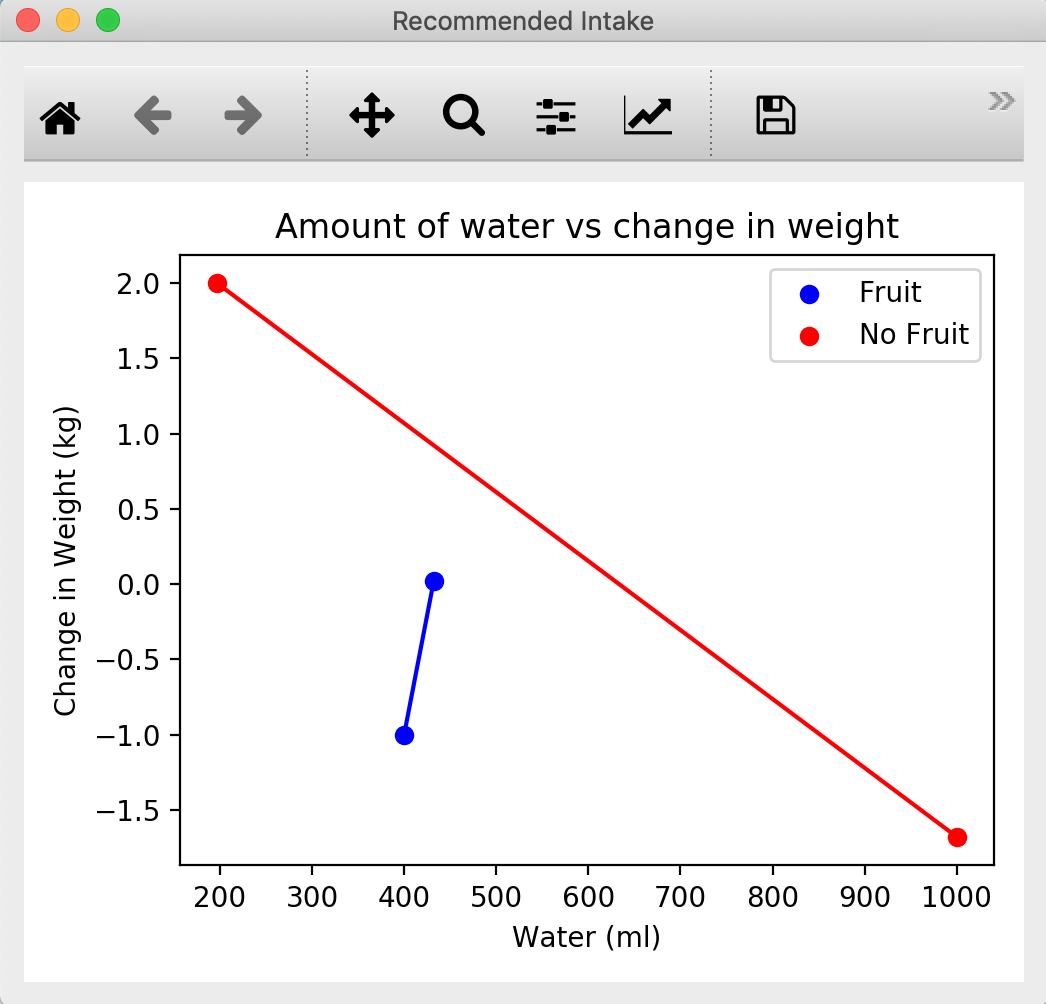 Recommended Intake
Amount of water vs change in weight
Fruit
No Fruit
Change in Weight (kg)
2.0
1.5
1.0
0.5
0.0
−0.5
−1.0
−1.5
200 300 400 500 600 700 800 900 1000
Water (ml)